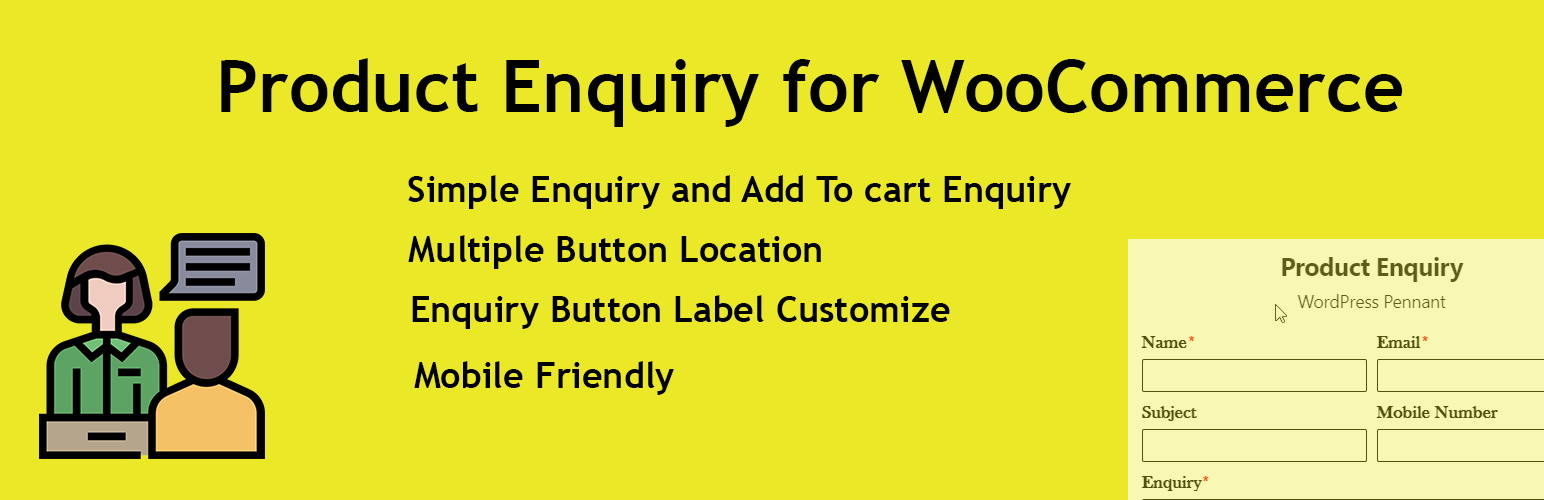 Product Enquiry for WooCommerce
Simple Enquiry and Add To cart Enquiry
Multiple Button Location
Enquiry Button Label Customize
Mobile Friendly
Product Enquiry
WordPress Pennant
Name* Email*
Subject Mobile Number
Enquiry*